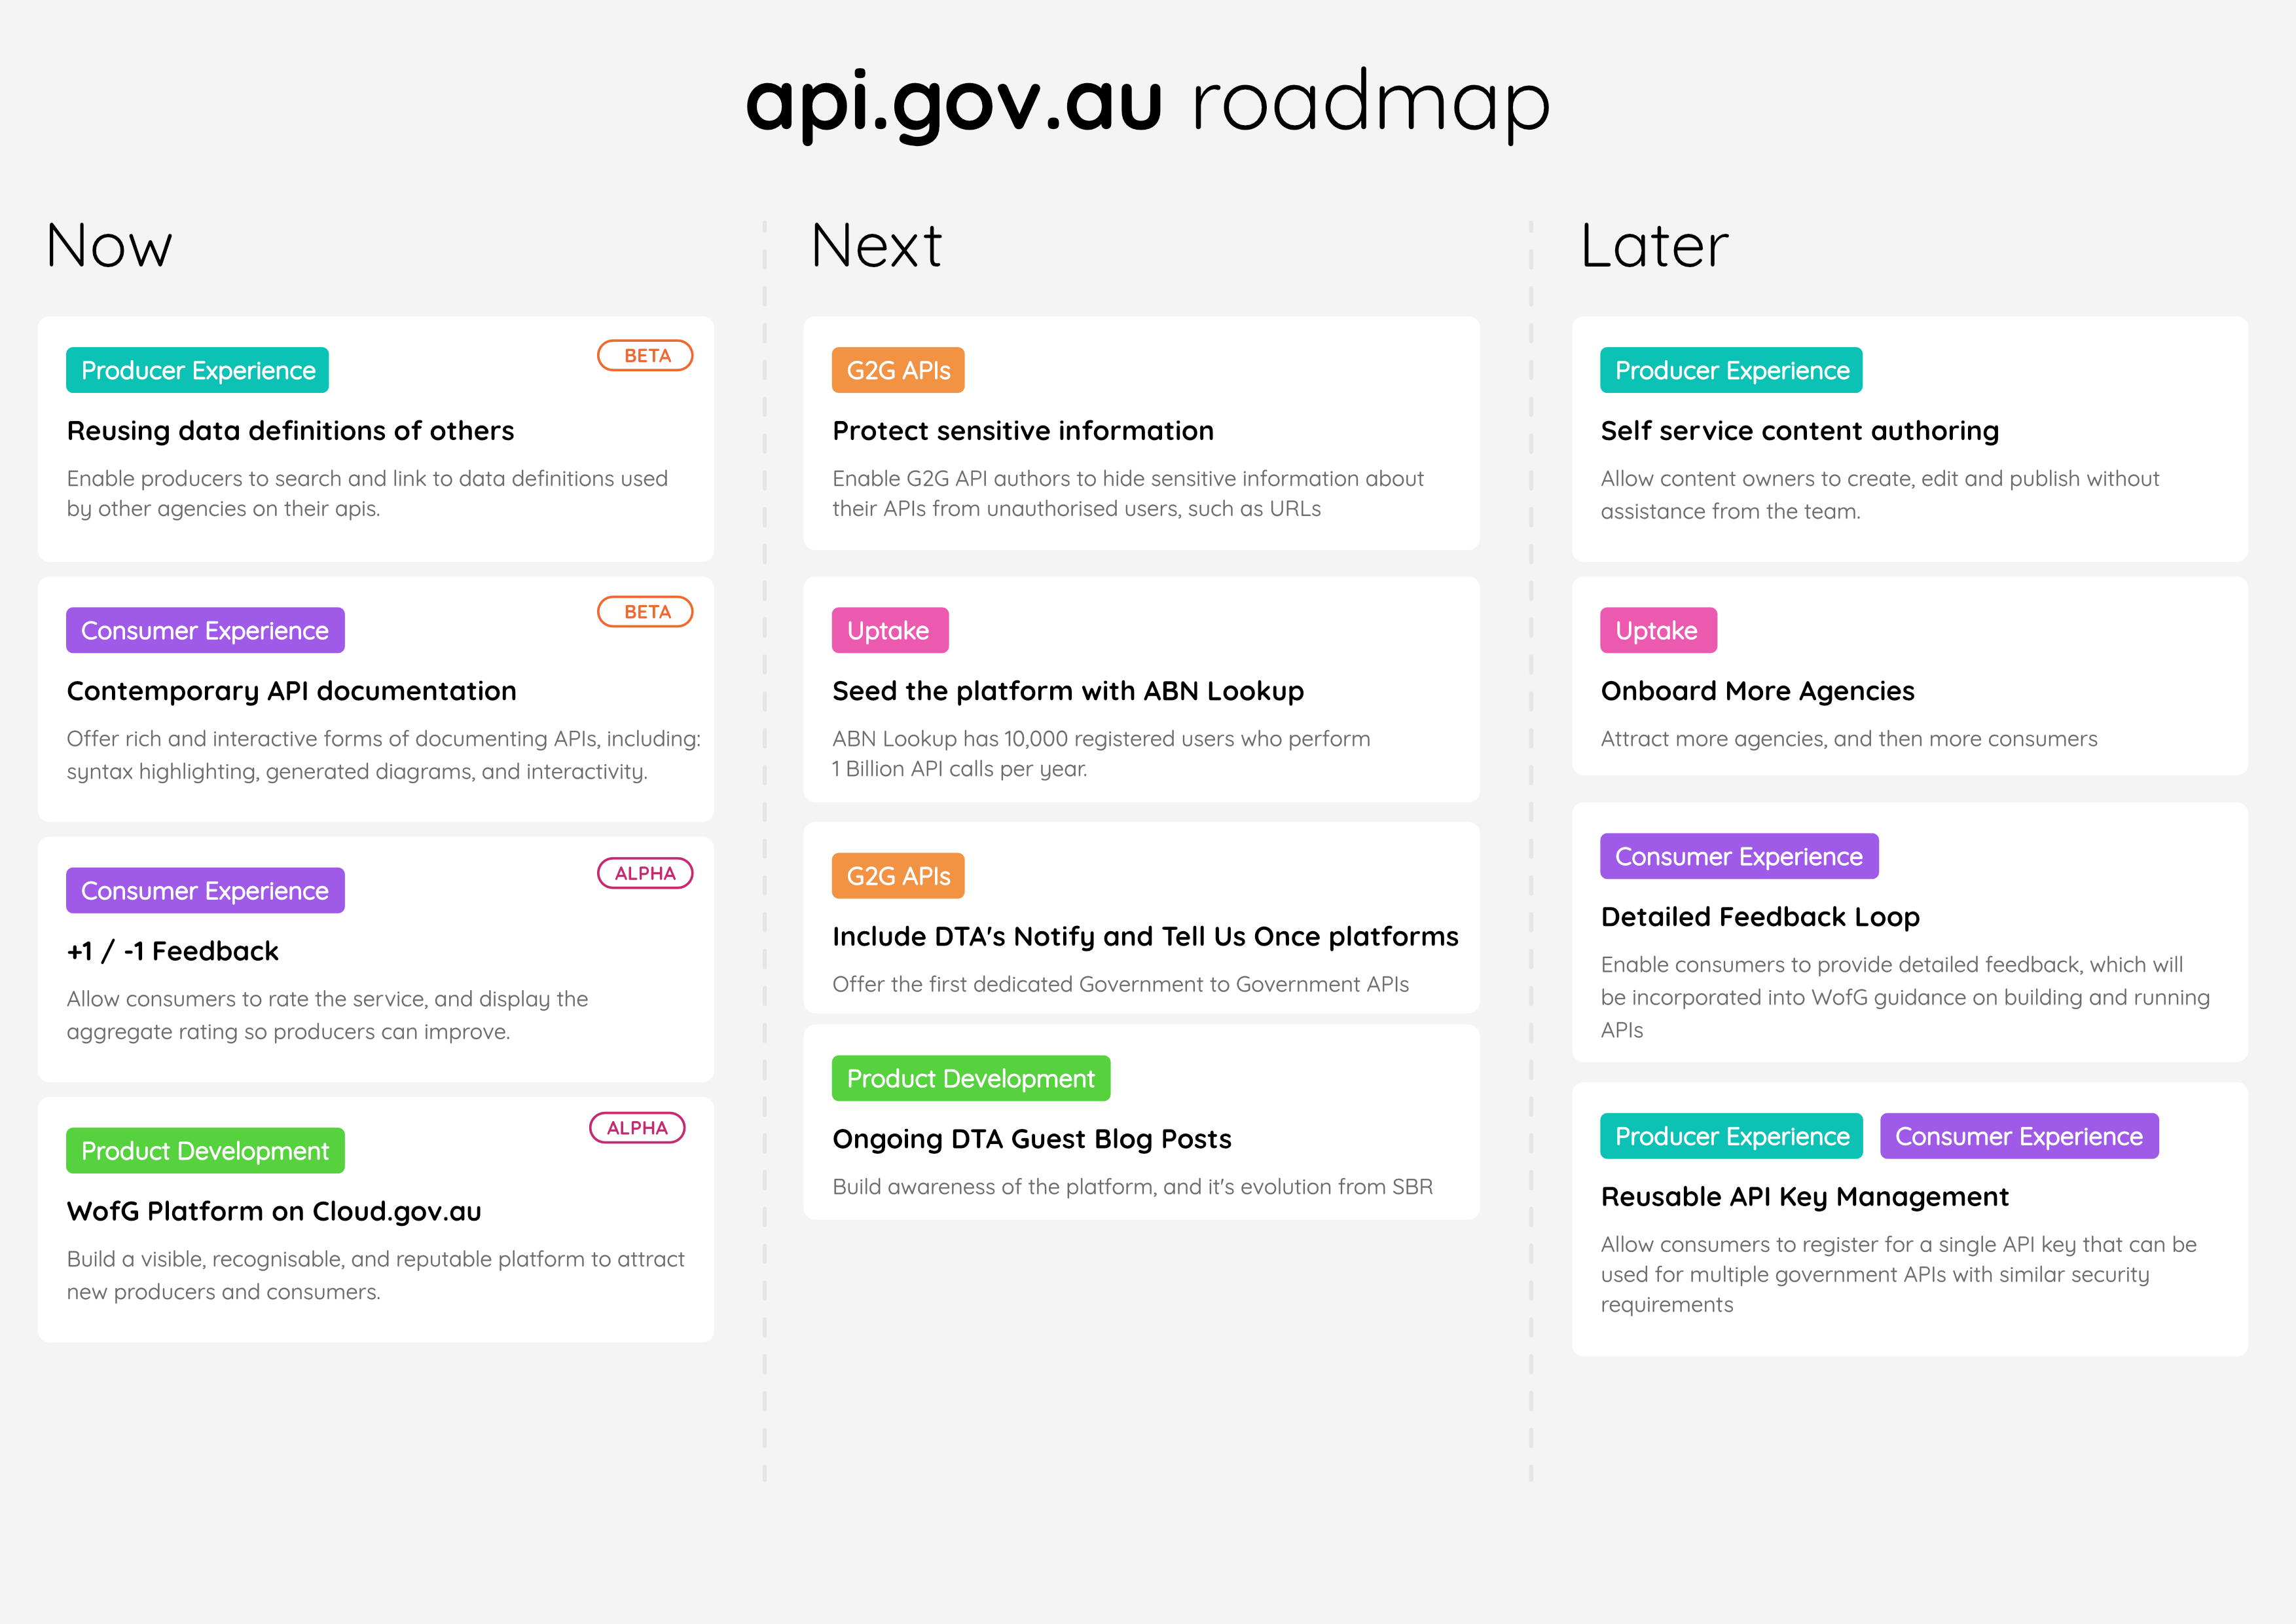 api.gov.au roadmap
Now
Producer Experience
BETA
Reusing data definitions of others
Enable producers to search and link to data definitions used
by other agencies on their apis.
Consumer Experience
BETA
Contemporary API documentation
Offer rich and interactive forms of documenting APIs, including:
syntax highlighting, generated diagrams, and interactivity.
Consumer Experience
ALPHA
+1 / -1 Feedback
Allow consumers to rate the service, and display the
aggregate rating so producers can improve.
Product Development
ALPHA
WofG Platform on Cloud.gov.au
Build a visible, recognisable, and reputable platform to attract
new producers and consumers.
Next
G2G APIs
Protect sensitive information
Enable G2G API authors to hide sensitive information about
their APIs from unauthorised users, such as URLs
Uptake
Seed the platform with ABN Lookup
ABN Lookup has 10,000 registered users who perform
1 Billion API calls per year.
G2G APIs
Include DTA's Notify and Tell Us Once platforms
Offer the first dedicated Government to Government APIs
Product Development
Ongoing DTA Guest Blog Posts
Build awareness of the platform, and it's evolution from SBR
Later
Producer Experience
Self service content authoring
Allow content owners to create, edit and publish without
assistance from the team.
Uptake
Onboard More Agencies
Attract more agencies, and then more consumers
Consumer Experience
Detailed Feedback Loop
Enable consumers to provide detailed feedback, which will
be incorporated into WofG guidance on building and running
APIs
Producer Experience Consumer Experience
Reusable API Key Management
Allow consumers to register for a single API key that can be
used for multiple government APIs with similar security
requirements